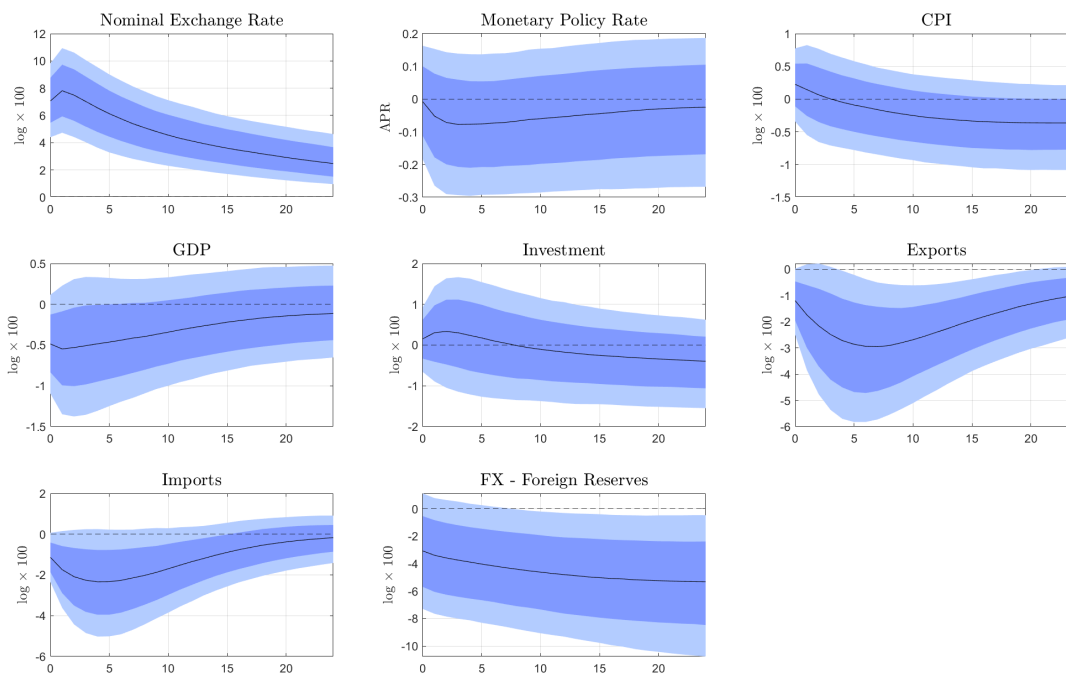 Nominal Exchange Rate
log × 100
12
10
8
6
4
2
0
0 5 10 15 20
Monetary Policy Rate
APR
0.2
0.1
0
-0.1
-0.2
-0.3
0 5 10 15 20
CPI
log × 100
1
0.5
0
-0.5
-1
-1.5
0 5 10 15 20
GDP
log × 100
0.5
0
-0.5
-1
-1.5
0 5 10 15 20
Investment
log × 100
2
1
0
-1
-2
0 5 10 15 20
Exports
log × 100
0
-1
-2
-3
-4
-5
-6
0 5 10 15 20
Imports
log × 100
2
0
-2
-4
-6
0 5 10 15 20
FX - Foreign Reserves
log × 100
0
-2
-4
-6
-8
-10
0 5 10 15 20